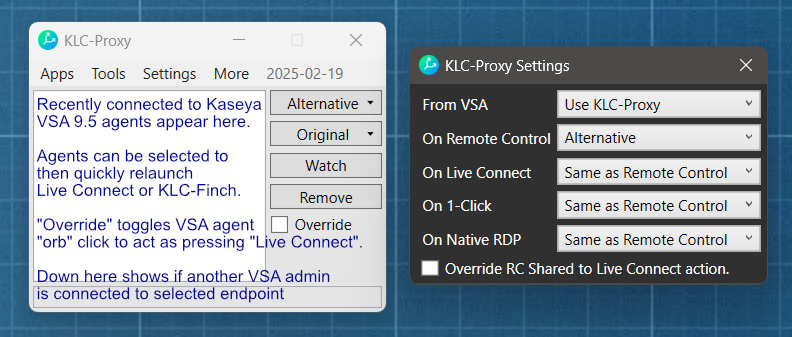 KLC-Proxy
Apps Tools Settings More 2025-02-19
Recently connected to Kaseya
VSA 9.5 agents appear here.
Agents can be selected to
then quickly relaunch
Live Connect or KLC-Finch.
"Override" toggles VSA agent
"orb" click to act as pressing "Live Connect".
Down here shows if another VSA admin
is connected to selected endpoint
Alternative
Original
Watch
Remove
Override
KLC-Proxy Settings
From VSA Use KLC-Proxy
On Remote Control Alternative
On Live Connect Same as Remote Control
On 1-Click Same as Remote Control
On Native RDP Same as Remote Control
Override RC Shared to Live Connect action.